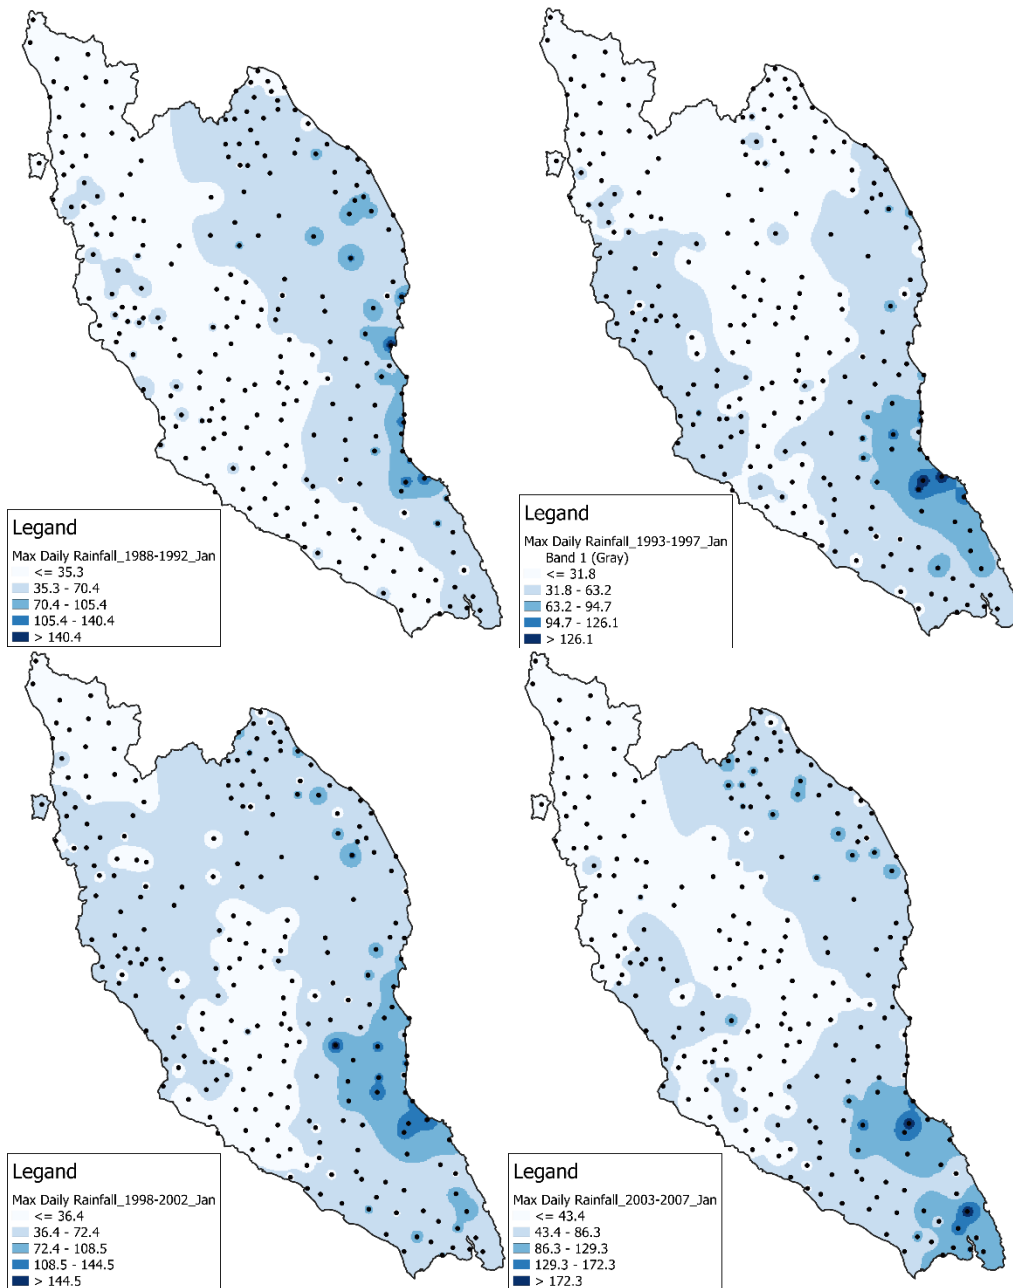 Legand
Max Daily Rainfall_1988-1992_Jan
<= 35.3
35.3 - 70.4
70.4 - 105.4
105.4 - 140.4
> 140.4
Legand
Max Daily Rainfall_1993-1997_Jan
Band 1 (Gray)
<= 31.8
31.8 - 63.2
63.2 - 94.7
94.7 - 126.1
> 126.1
Legand
Max Daily Rainfall_1998-2002_Jan
<= 36.4
36.4 - 72.4
72.4 - 108.5
108.5 - 144.5
> 144.5
Legand
Max Daily Rainfall_2003-2007_Jan
<= 43.4
43.4 - 86.3
86.3 - 129.3
129.3 - 172.3
> 172.3